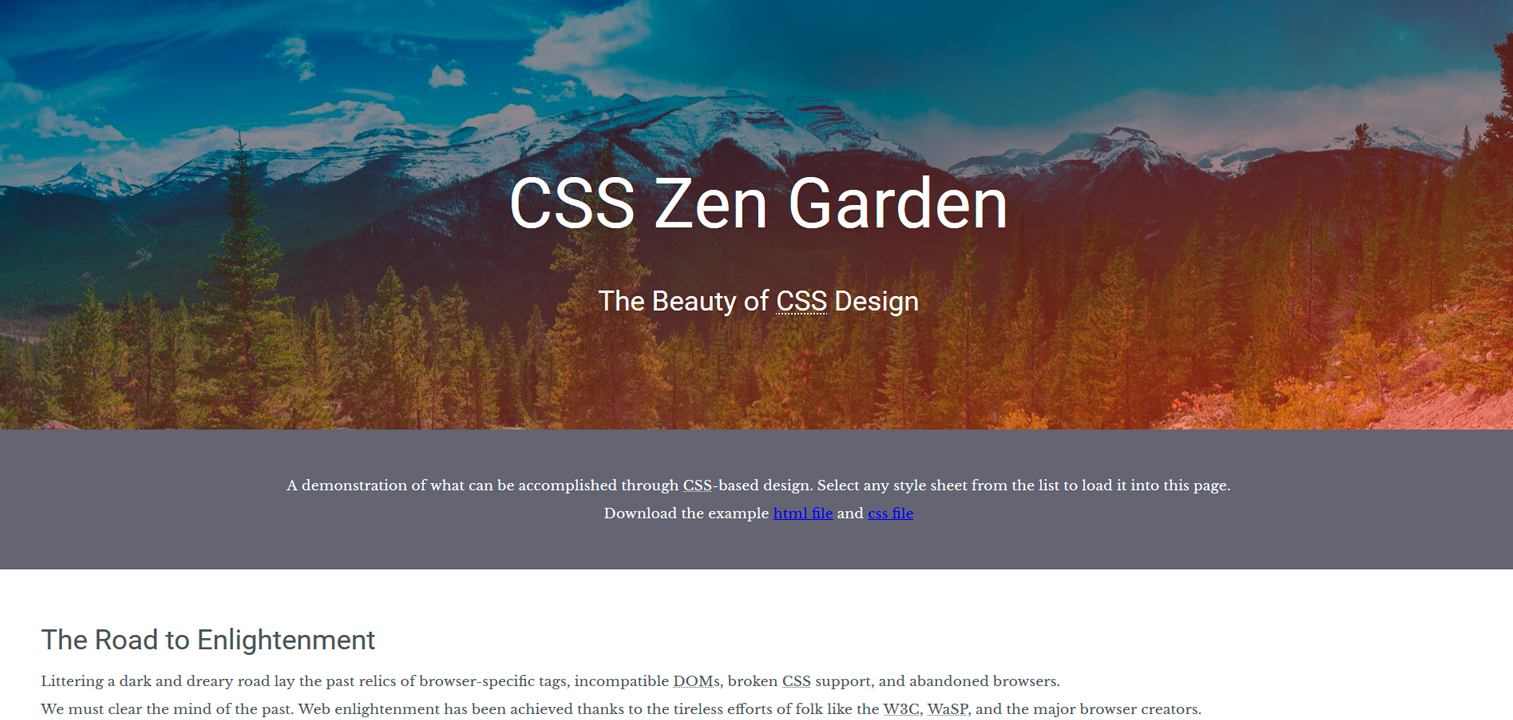 CSS Zen Garden
The Beauty of CSS Design
A demonstration of what can be accomplished through CSS-based design. Select any style sheet from the list to load it into this page.
Download the example html file and css file
The Road to Enlightenment
Littering a dark and dreary road lay the past relics of browser-specific tags, incompatible DOMs, broken CSS support, and abandoned browsers.
We must clear the mind of the past. Web enlightenment has been achieved thanks to the tireless efforts of folk like the W3C, WaSP, and the major browser creators.